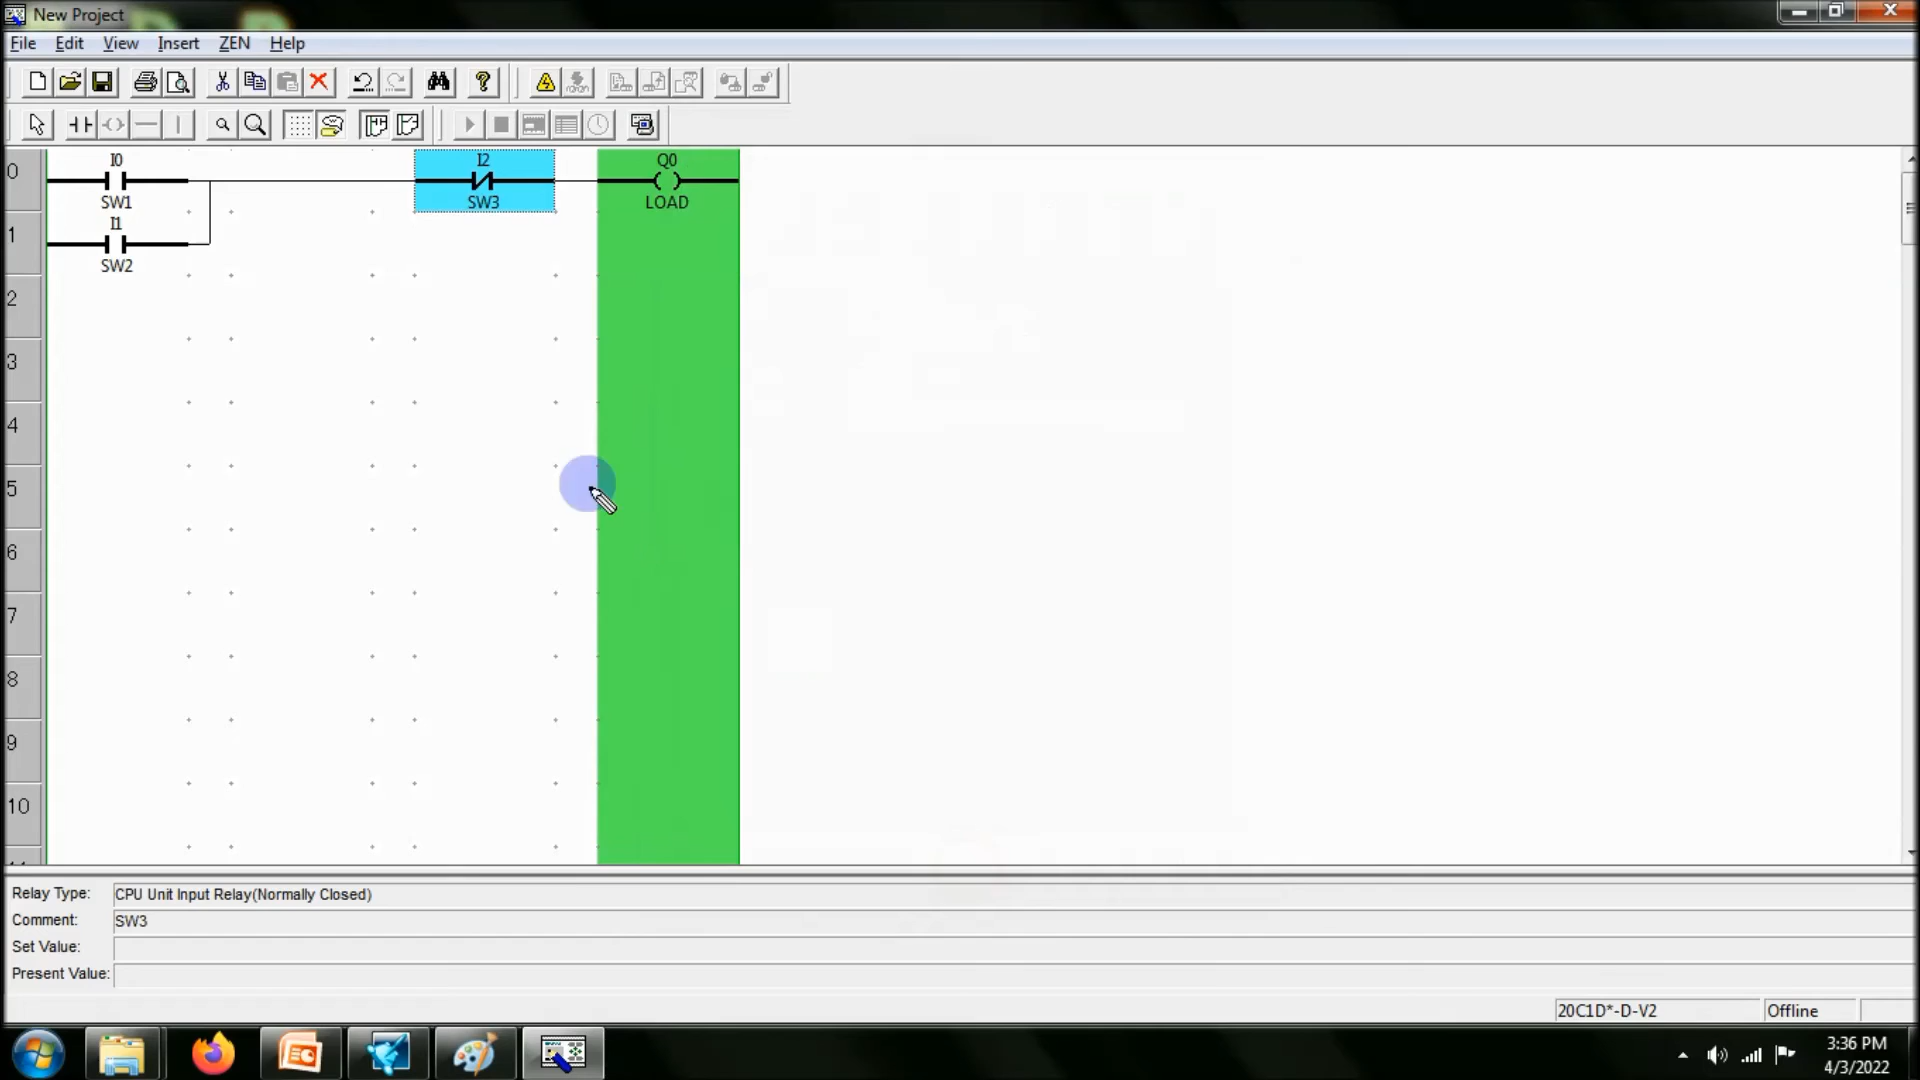 New Project
File Edit View Insert ZEN Help
0 I0 I2 Q0
SW1 SW3 LOAD
1 I1
SW2
2
3
4
5
6
7
8
9
10
Relay Type: CPU Unit Input Relay(Normally Closed)
Comment: SW3
Set Value:
Present Value:
20C1D*-D-V2 Offline
3:36 PM
4/3/2022